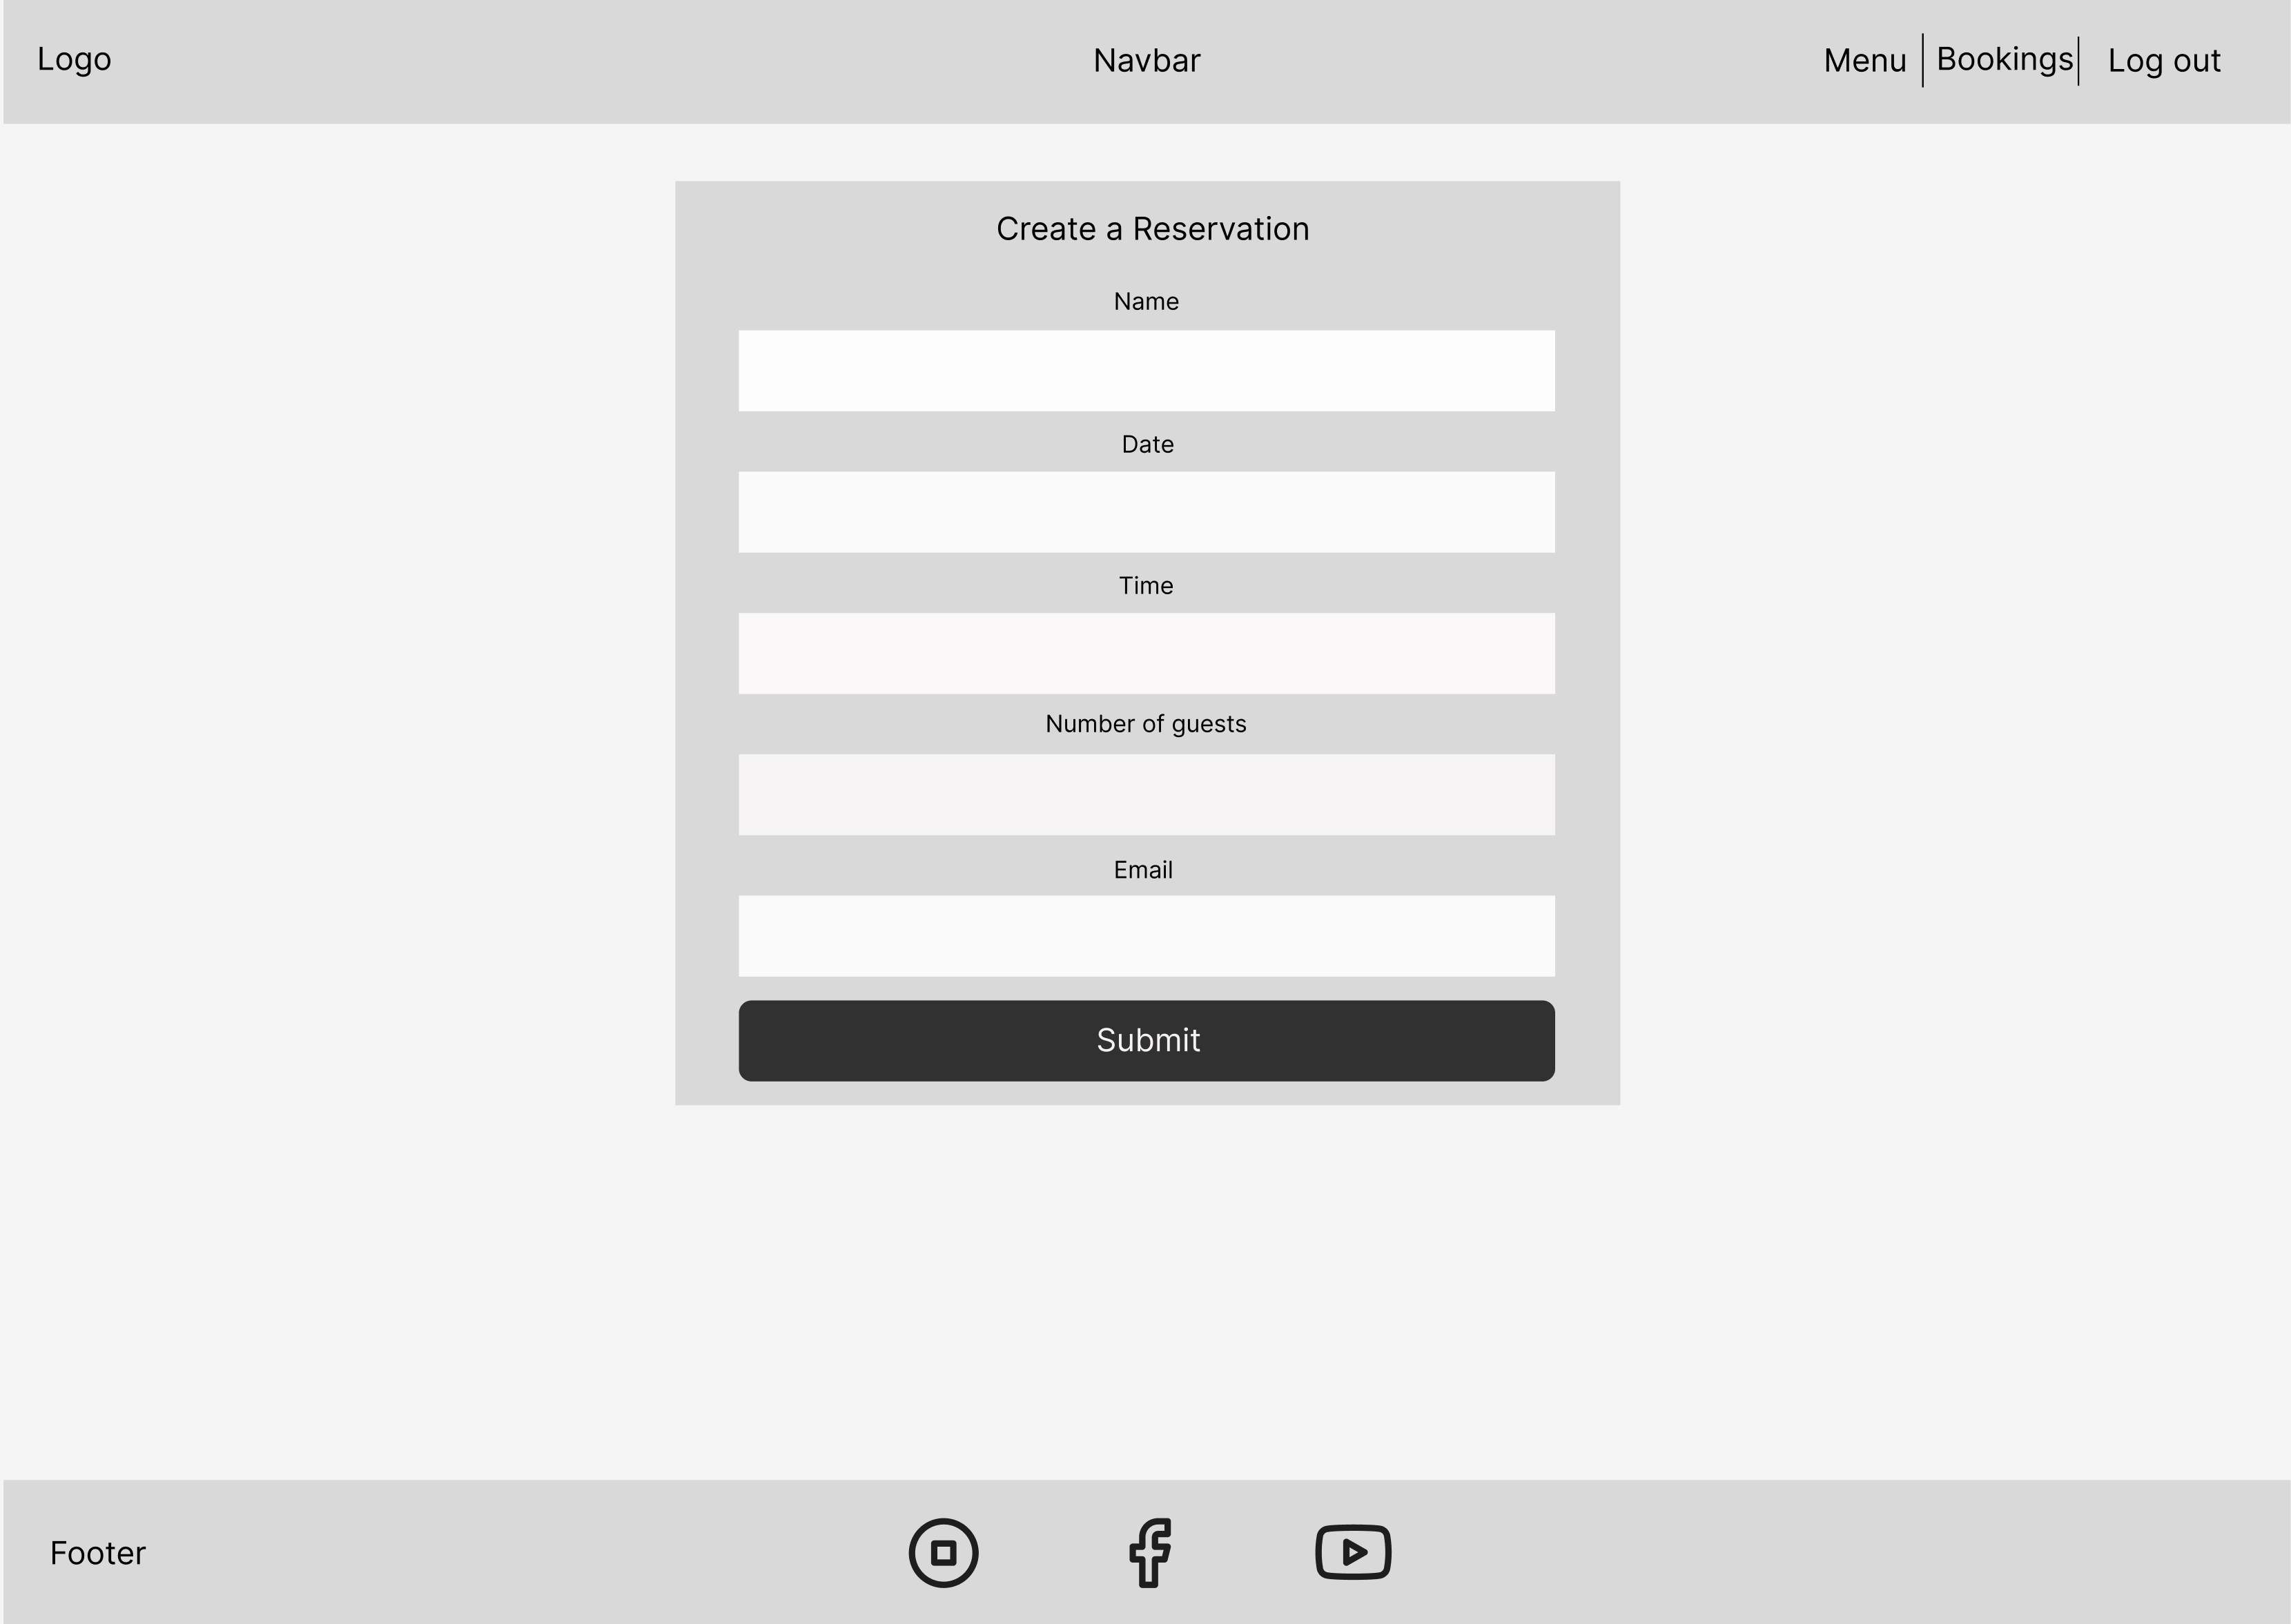 Logo
Navbar
Menu
Bookings
Log out
Create a Reservation
Name
Date
Time
Number of guests
Email
Submit
Footer